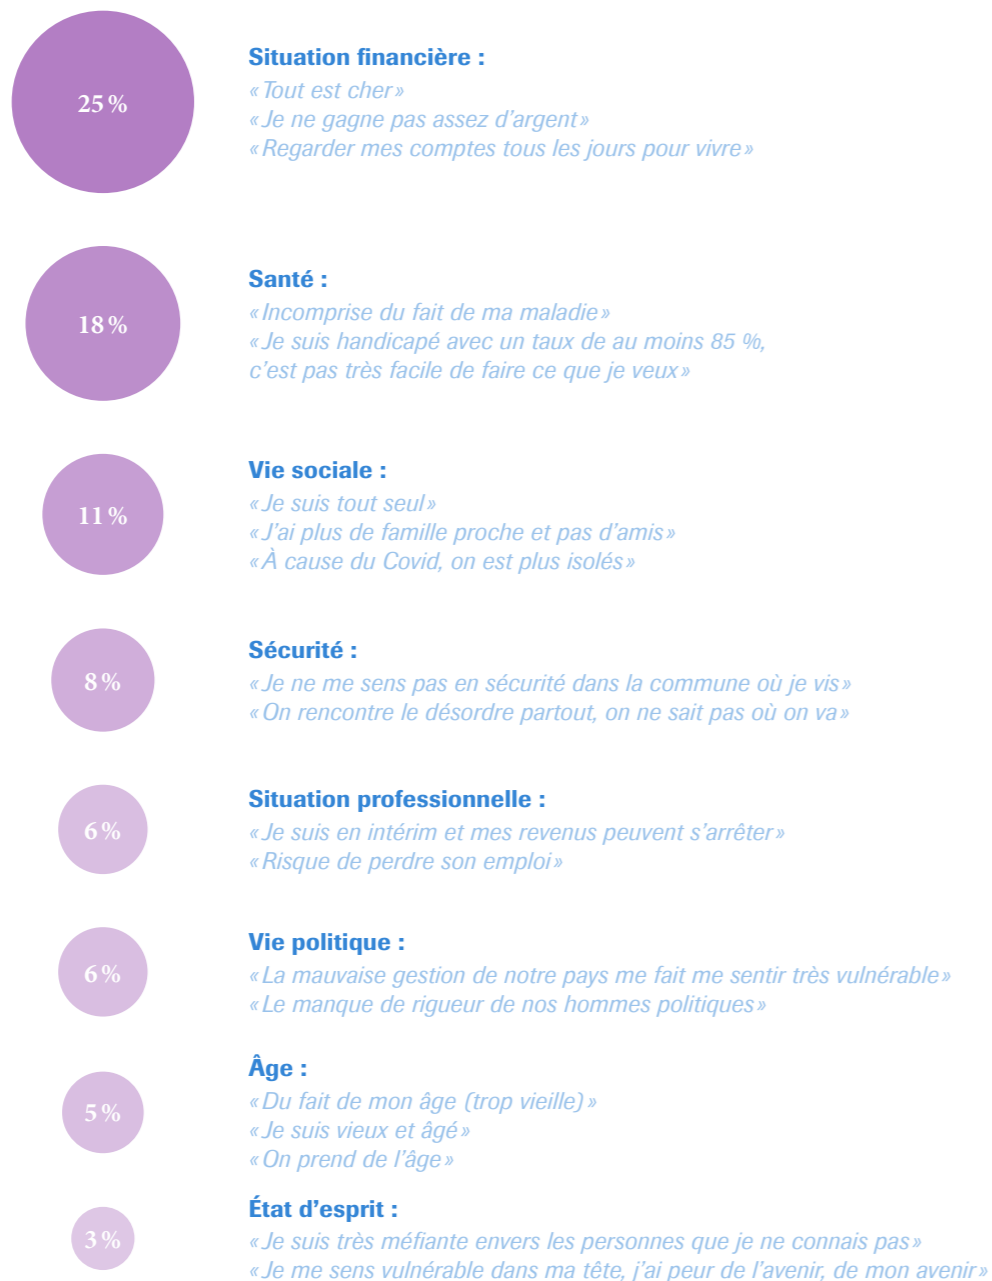 25 %
Situation financière :
« Tout est cher »
« Je ne gagne pas assez d’argent »
« Regarder mes comptes tous les jours pour vivre »
18 %
Santé :
« Incomprise du fait de ma maladie »
« Je suis handicapé avec un taux de au moins 85 %,
c’est pas très facile de faire ce que je veux »
11 %
Vie sociale :
« Je suis tout seul »
« J’ai plus de famille proche et pas d’amis »
« À cause du Covid, on est plus isolés »
8 %
Sécurité :
« Je ne me sens pas en sécurité dans la commune où je vis »
« On rencontre le désordre partout, on ne sait pas où on va »
6 %
Situation professionnelle :
« Je suis en intérim et mes revenus peuvent s’arrêter »
« Risque de perdre son emploi »
6 %
Vie politique :
« La mauvaise gestion de notre pays me fait me sentir très vulnérable »
« Le manque de rigueur de nos hommes politiques »
5 %
Âge :
« Du fait de mon âge (trop vieille) »
« Je suis vieux et âgé »
« On prend de l’âge »
3 %
État d’esprit :
« Je suis très méfiante envers les personnes que je ne connais pas »
« Je me sens vulnérable dans ma tête, j’ai peur de l’avenir, de mon avenir »